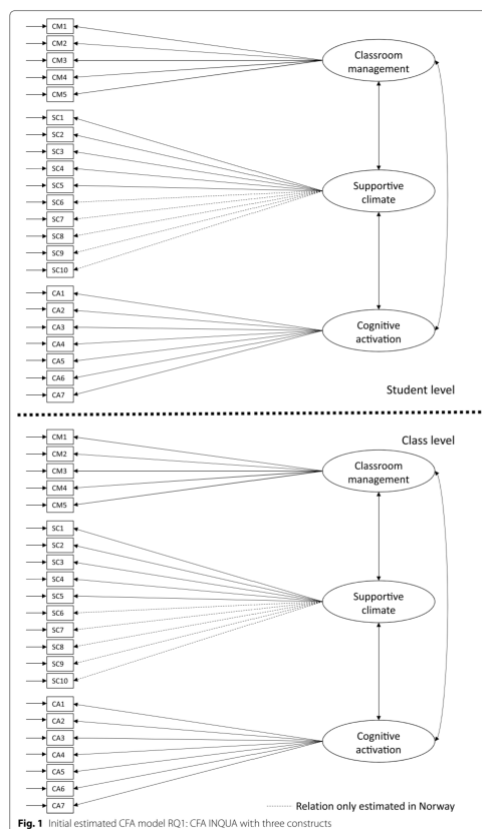 CM1
CM2
CM3
CM4
CM5
Classroom
management
SC1
SC2
SC3
SC4
SC5
SC6
SC7
SC8
SC9
SC10
Supportive
climate
CA1
CA2
CA3
CA4
CA5
CA6
CA7
Cognitive
activation
Student level
Class level
CM1
CM2
CM3
CM4
CM5
Classroom
management
SC1
SC2
SC3
SC4
SC5
SC6
SC7
SC8
SC9
SC10
Supportive
climate
CA1
CA2
CA3
CA4
CA5
CA6
CA7
Cognitive
activation
Relation only estimated in Norway
Fig. 1 Initial estimated CFA model RQ1: CFA INQUA with three constructs